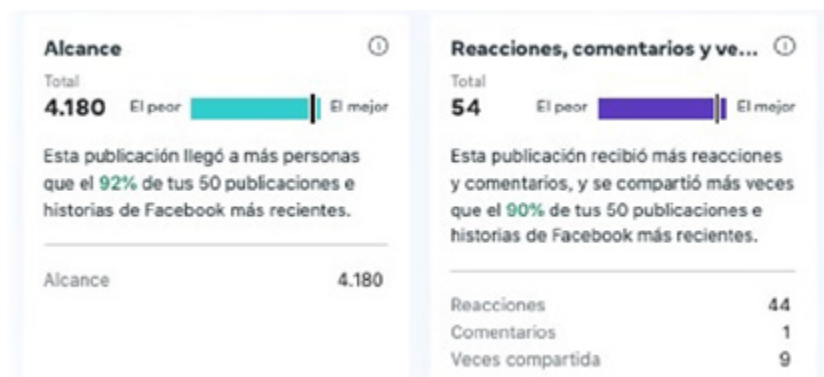 Alcance
Total
4.180 El peor El mejor
Esta publicación llegó a más personas
que el 92% de tus 50 publicaciones e
historias de Facebook más recientes.
Alcance 4.180
Reacciones, comentarios y ve...
Total
54 El peor El mejor
Esta publicación recibió más reacciones
y comentarios, y se compartió más veces
que el 90% de tus 50 publicaciones e
historias de Facebook más recientes.
Reacciones 44
Comentarios 1
Veces compartida 9